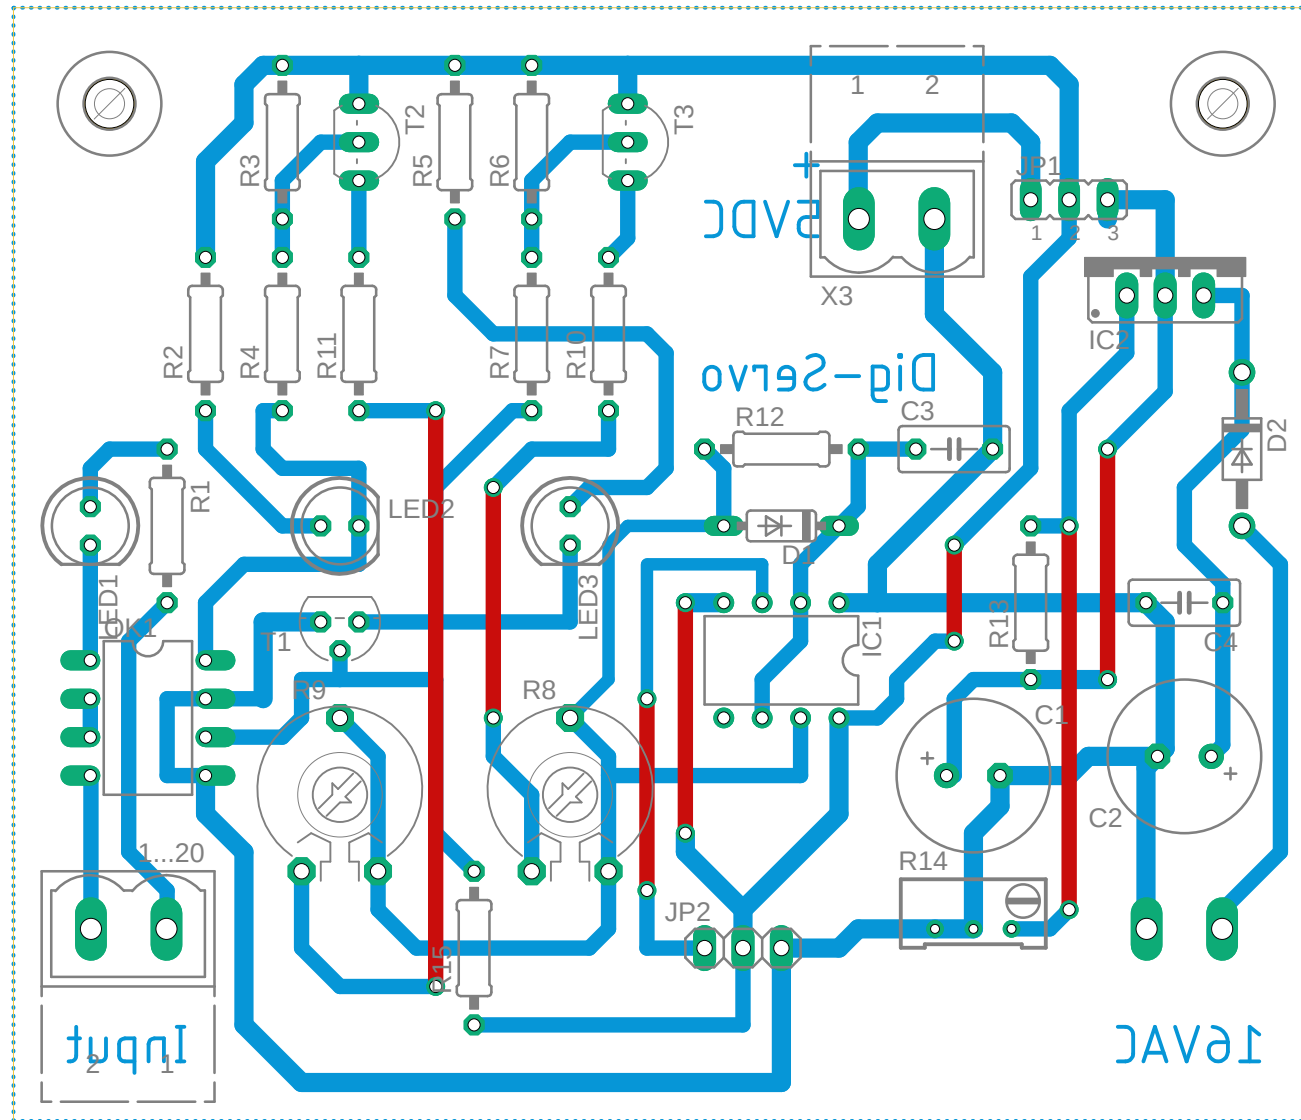 1 2
T2
T3
R3
R5
R6
JP1
+
5VDC
1 2 3
X3
IC2
R2
R4
R11
R7
R10
Dig-Servo
R12
C3
D2
R1
LED2
D1
LED1
LED3
OK1
T1
R13
IC1
C4
R9
R8
C1
+
+
C2
1...20
R14
JP2
R15
Input
2 1
16VAC